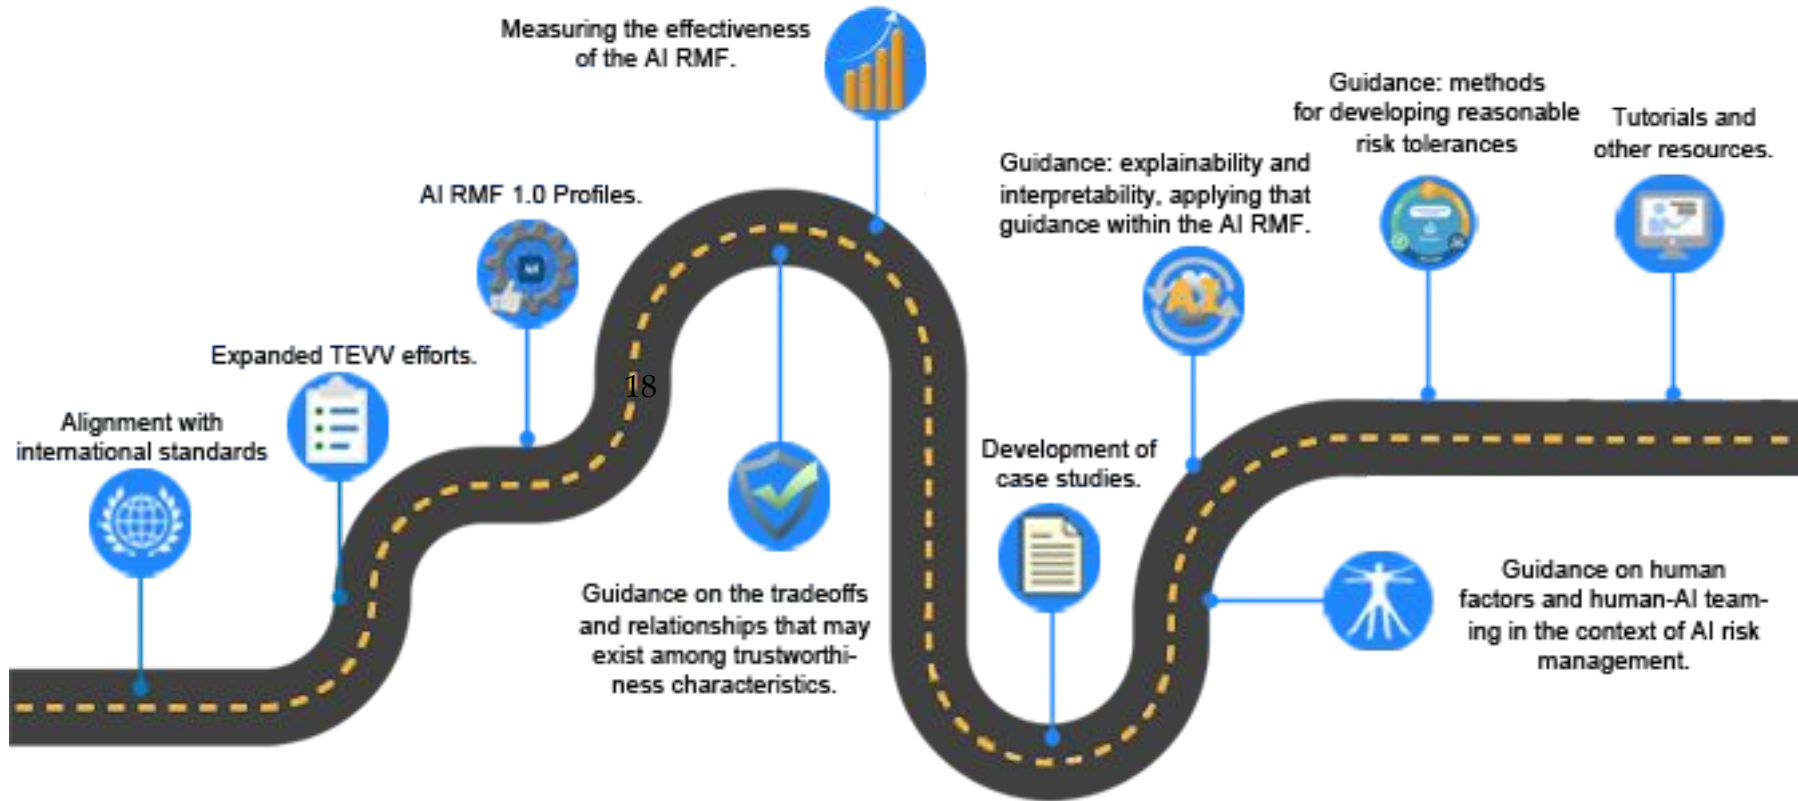 Measuring the effectiveness
of the AI RMF.
Guidance: methods
for developing reasonable
risk tolerances
Tutorials and
other resources.
Guidance: explainability and
interpretability, applying that
guidance within the AI RMF.
AI RMF 1.0 Profiles.
AI
Expanded TEVV efforts.
18
Alignment with
international standards
Development of
case studies.
Guidance on the tradeoffs
and relationships that may
exist among trustworthi-
ness characteristics.
Guidance on human
factors and human-AI team-
ing in the context of AI risk
management.